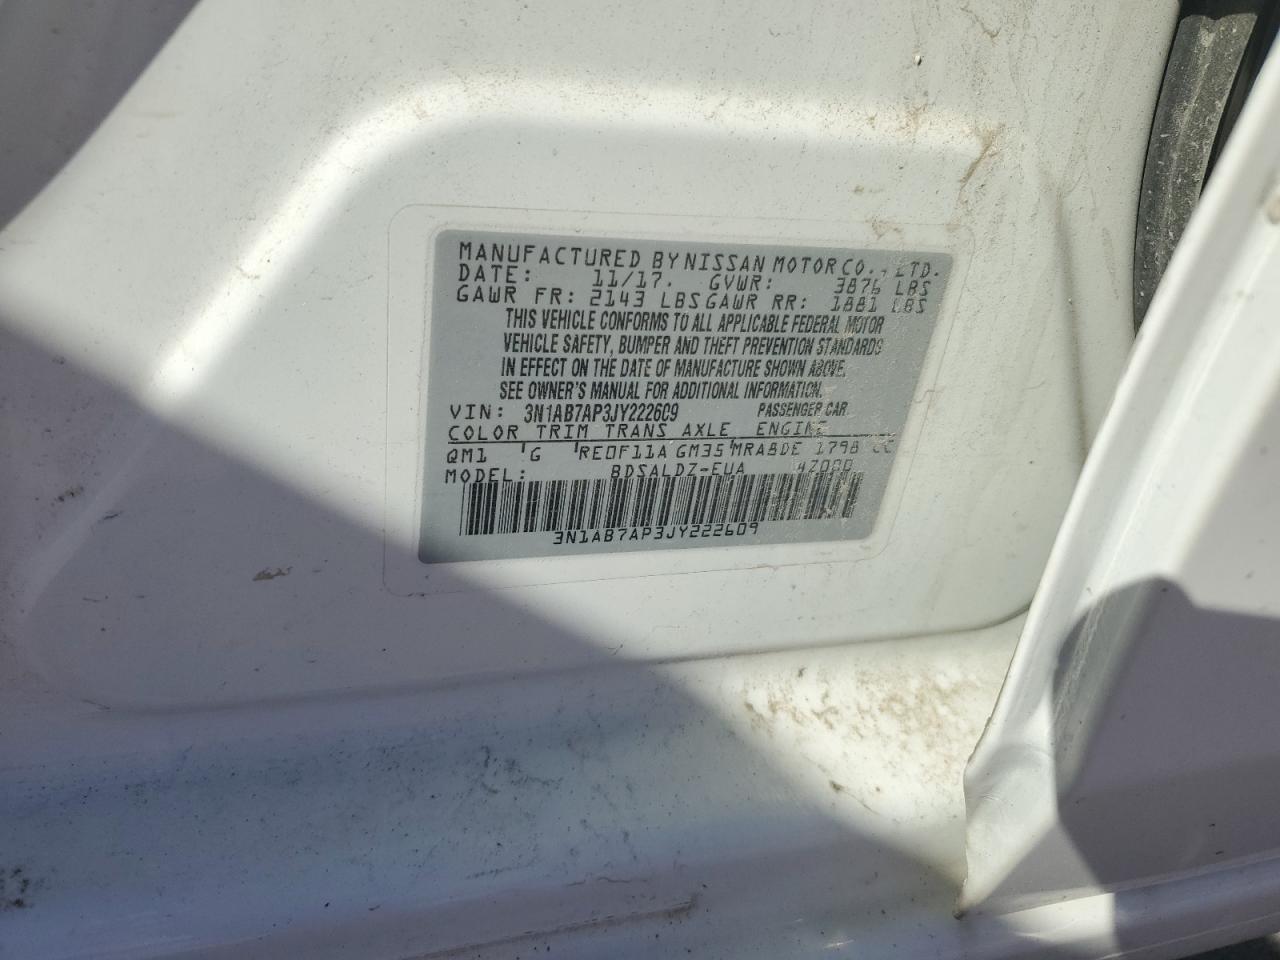 MANUFACTURED BY NISSAN MOTOR CO., LTD.
DATE: 11/17. GVWR: 3876 LBS
GAWR FR: 2143 LBS GAWR RR: 1881 LBS
THIS VEHICLE CONFORMS TO ALL APPLICABLE FEDERAL MOTOR
VEHICLE SAFETY, BUMPER AND THEFT PREVENTION STANDARDS
IN EFFECT ON THE DATE OF MANUFACTURE SHOWN ABOVE.
SEE OWNER'S MANUAL FOR ADDITIONAL INFORMATION.
VIN: 3N1AB7AP3JY222609 PASSENGER CAR
COLOR TRIM TRANS AXLE ENGINE
QM1 G RE0F11A GM35 MRA8DE 1798 CC
MODEL: BDSALDZ-EUA
3N1AB7AP3JY222609